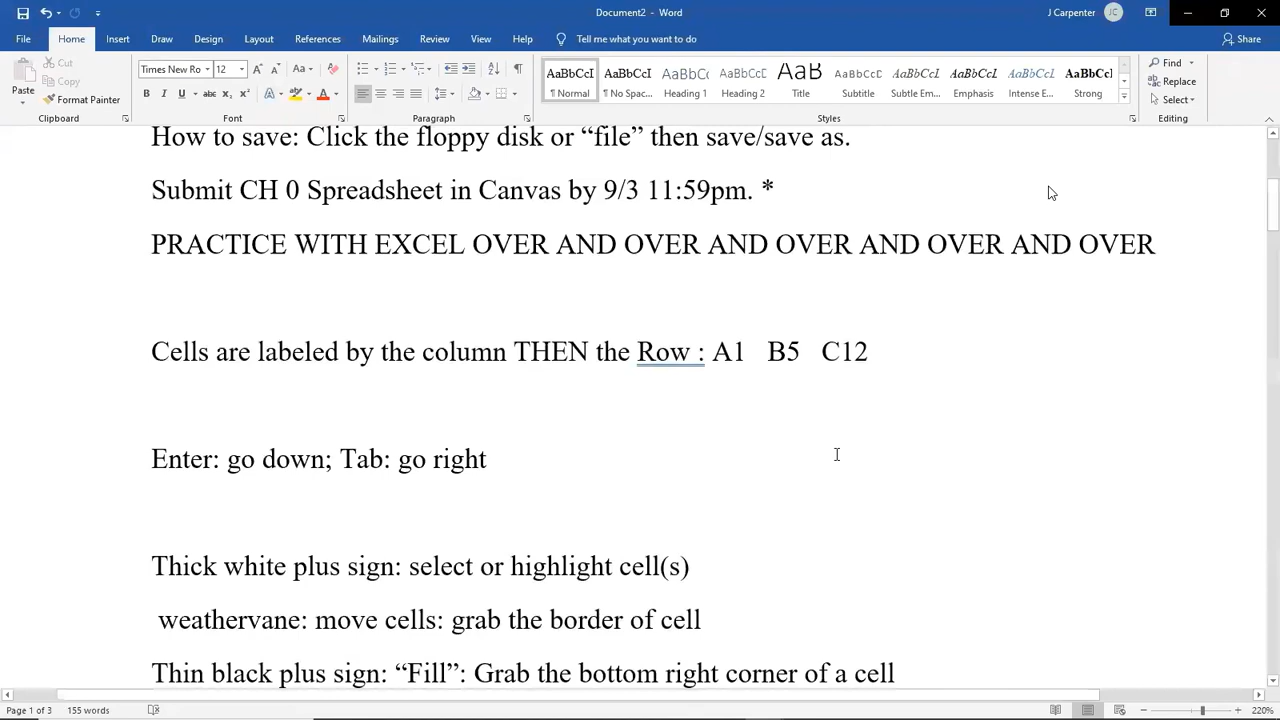 Document2 - Word
J Carpenter
JC
File Home Insert Draw Design Layout References Mailings Review View Help Tell me what you want to do Share
Paste
Cut
Copy
Format Painter
Clipboard
Times New Ro 12
Font
Paragraph
AaBbCcI ¶ Normal
AaBbCcI ¶ No Spac...
AaBbCc Heading 1
AaBbCcI Heading 2
AaB Title
AaBbCcI Subtitle
AaBbCcI Subtle Em...
AaBbCcI Emphasis
AaBbCcI Intense E...
AaBbCcI Strong
Styles
Find
Replace
Select
Editing
How to save: Click the floppy disk or “file” then save/save as.
Submit CH 0 Spreadsheet in Canvas by 9/3 11:59pm. *
PRACTICE WITH EXCEL OVER AND OVER AND OVER AND OVER AND OVER
Cells are labeled by the column THEN the Row : A1 B5 C12
Enter: go down; Tab: go right
Thick white plus sign: select or highlight cell(s)
weathervane: move cells: grab the border of cell
Thin black plus sign: “Fill”: Grab the bottom right corner of a cell
Page 1 of 3 155 words 220%